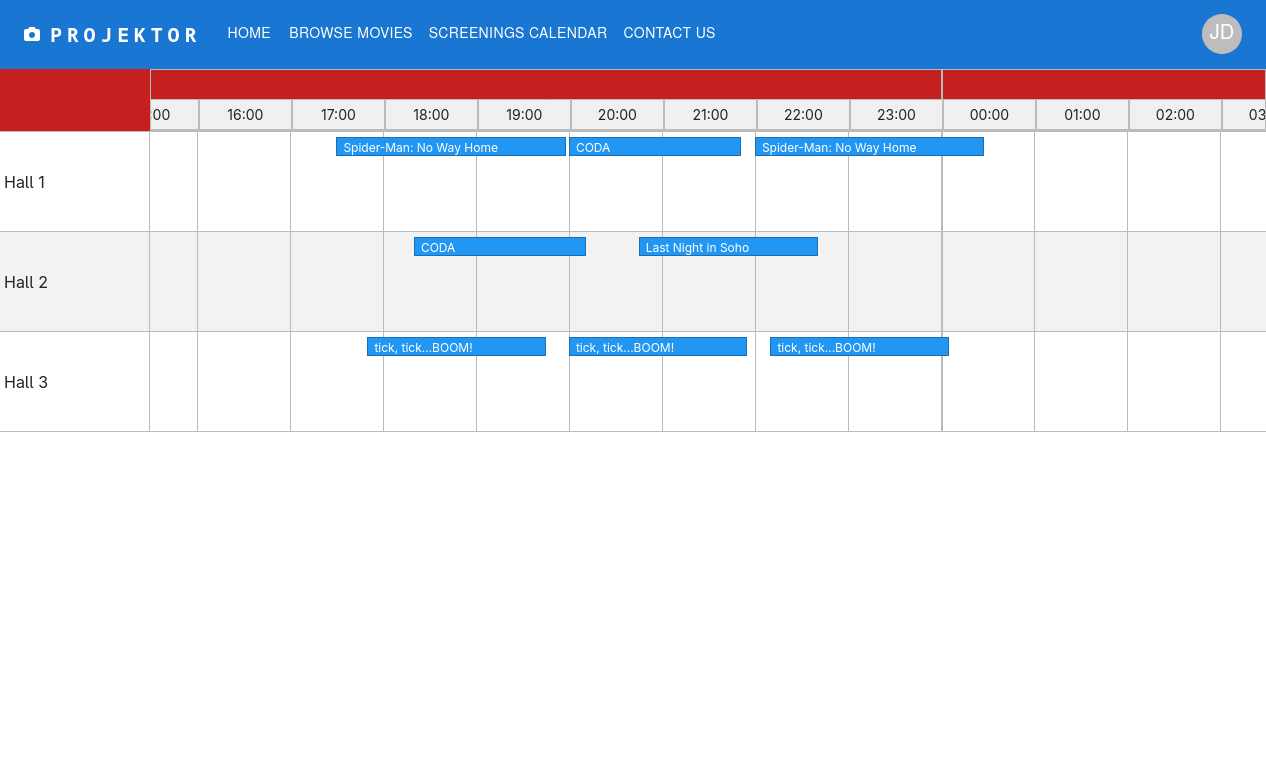 PROJEKTOR HOME BROWSE MOVIES SCREENINGS CALENDAR CONTACT US JD
:00 16:00 17:00 18:00 19:00 20:00 21:00 22:00 23:00 00:00 01:00 02:00 03
Spider-Man: No Way Home CODA Spider-Man: No Way Home
Hall 1
CODA Last Night in Soho
Hall 2
tick, tick...BOOM! tick, tick...BOOM! tick, tick...BOOM!
Hall 3